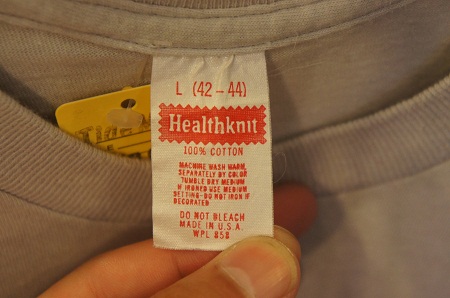 L (42-44)
Healthknit
100% COTTON
MACHINE WASH WARM,
SEPARATELY BY COLOR
TUMBLE DRY MEDIUM
IF IRONED USE MEDIUM
SETTING-DO NOT IRON IF
DECORATED
DO NOT BLEACH
MADE IN U.S.A.
WPL 858